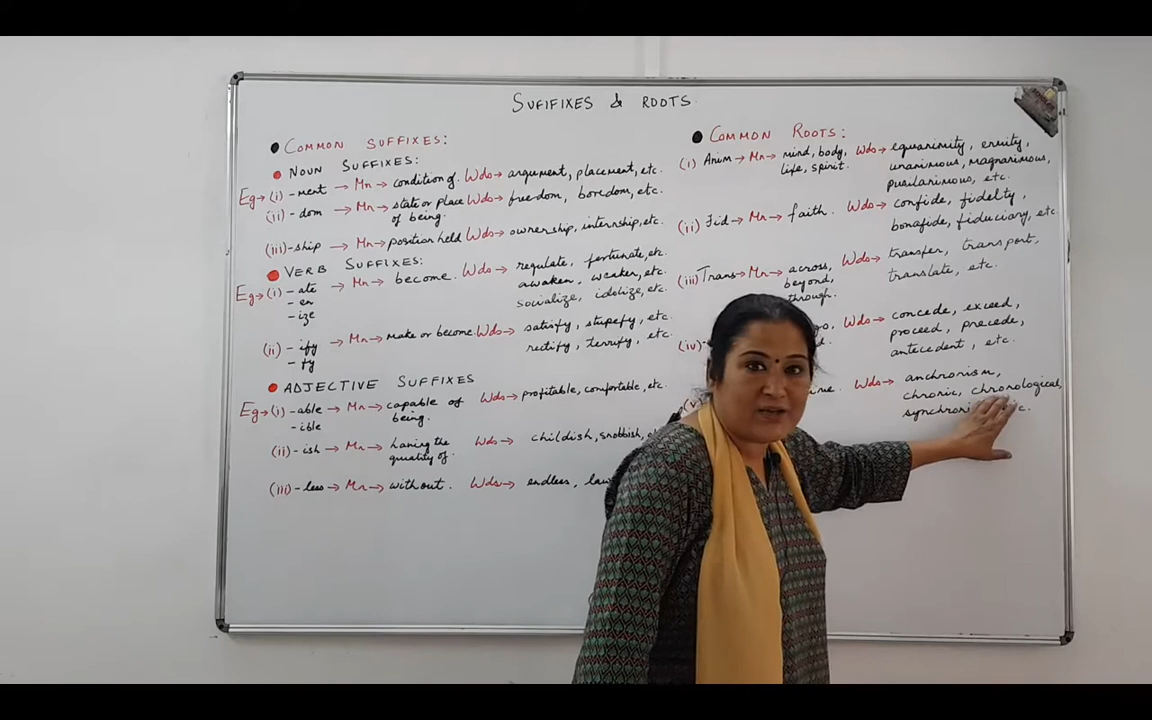 SUFIFIXES & ROOTS
COMMON SUFFIXES:
NOUN SUFFIXES:
Eg→ (i) -ment → Mn → condition of. Wds → argument, placement, etc.
(ii) - dom → Mn → state or place Wds → freedom, boredom, etc.
of being.
(iii) -ship → Mn → position held Wds → ownership, internship, etc.
VERB SUFFIXES:
Eg→ (i) - ate → Mn → become. Wds → regulate, fortunate, etc.
- en awaken, weaken, etc.
- ize socialize, idolize, etc.
(ii) - ify → Mn → make or become. Wds → satisfy, stupefy, etc.
- fy rectify, terrify, etc.
ADJECTIVE SUFFIXES
Eg→ (i) -able → Mn → capable of Wds → profitable, comfortable, etc.
- ible being.
(ii) - ish → Mn → having the Wds → childish, snobbish,
quality of.
(iii) -less → Mn → without. Wds → endless,
COMMON ROOTS:
(i) Anim → Mn → mind, body, Wds → equanimity, enmity,
life, spirit. unanimous, magnanimous,
pusilanimous, etc.
(ii) Fid → Mn → faith. Wds → confide, fidelty,
bonafide, fiduciary, etc.
(iii) Trans → Mn → across, Wds → transfer, transport,
beyond, translate, etc.
through.
(iv) Wds → concede, exceed,
proceed, precede,
antecedent, etc.
(v) Wds → anchronism,
chronic, chronological,